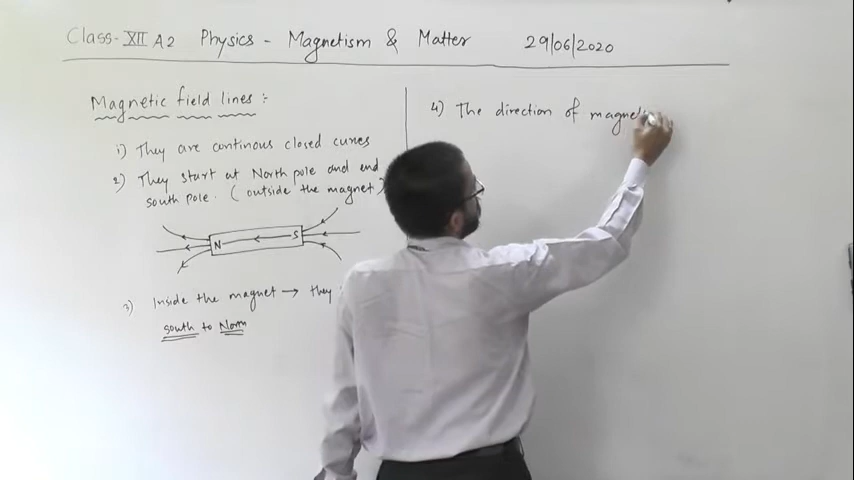 Class-XII A2 Physics - Magnetism & Matter 29/06/2020
Magnetic field lines :-
1) They are continous closed curves
2) They start at North pole and end
south pole. ( outside the magnet)
N S
3) Inside the magnet → they
south to North
4) The direction of